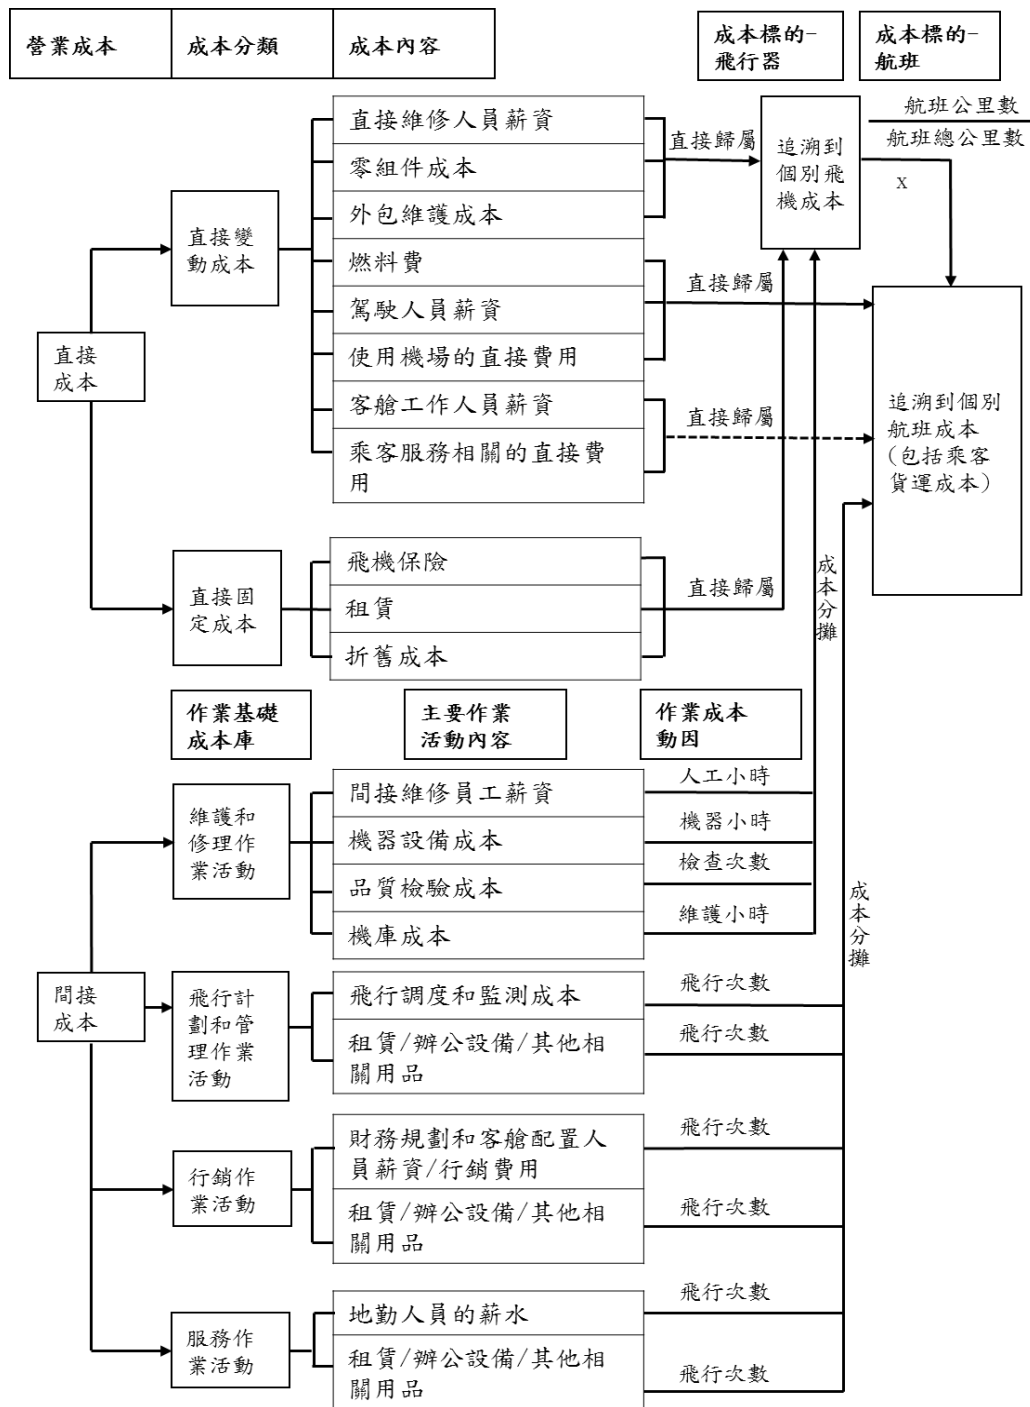 營業成本
成本分類
成本內容
成本標的-
飛行器
成本標的-
航班
直接維修人員薪資
零組件成本
外包維護成本
燃料費
駕駛人員薪資
使用機場的直接費用
客艙工作人員薪資
乘客服務相關的直接費
用
直接變
動成本
直接
成本
直接歸屬
追溯到
個別飛
機成本
航班公里數
航班總公里數
x
直接歸屬
直接歸屬
追溯到個別
航班成本
(包括乘客
貨運成本)
直接固
定成本
飛機保險
租賃
折舊成本
直接歸屬
成本分攤
作業基礎
成本庫
主要作業
活動內容
作業成本
動因
維護和
修理作
業活動
間接維修員工薪資
機器設備成本
品質檢驗成本
機庫成本
人工小時
機器小時
檢查次數
維護小時
成本分攤
間接
成本
飛行計
劃和管
理作業
活動
飛行調度和監測成本
租賃/辦公設備/其他相
關用品
飛行次數
飛行次數
行銷作
業活動
財務規劃和客艙配置人
員薪資/行銷費用
租賃/辦公設備/其他相
關用品
飛行次數
飛行次數
服務作
業活動
地勤人員的薪水
租賃/辦公設備/其他相
關用品
飛行次數
飛行次數